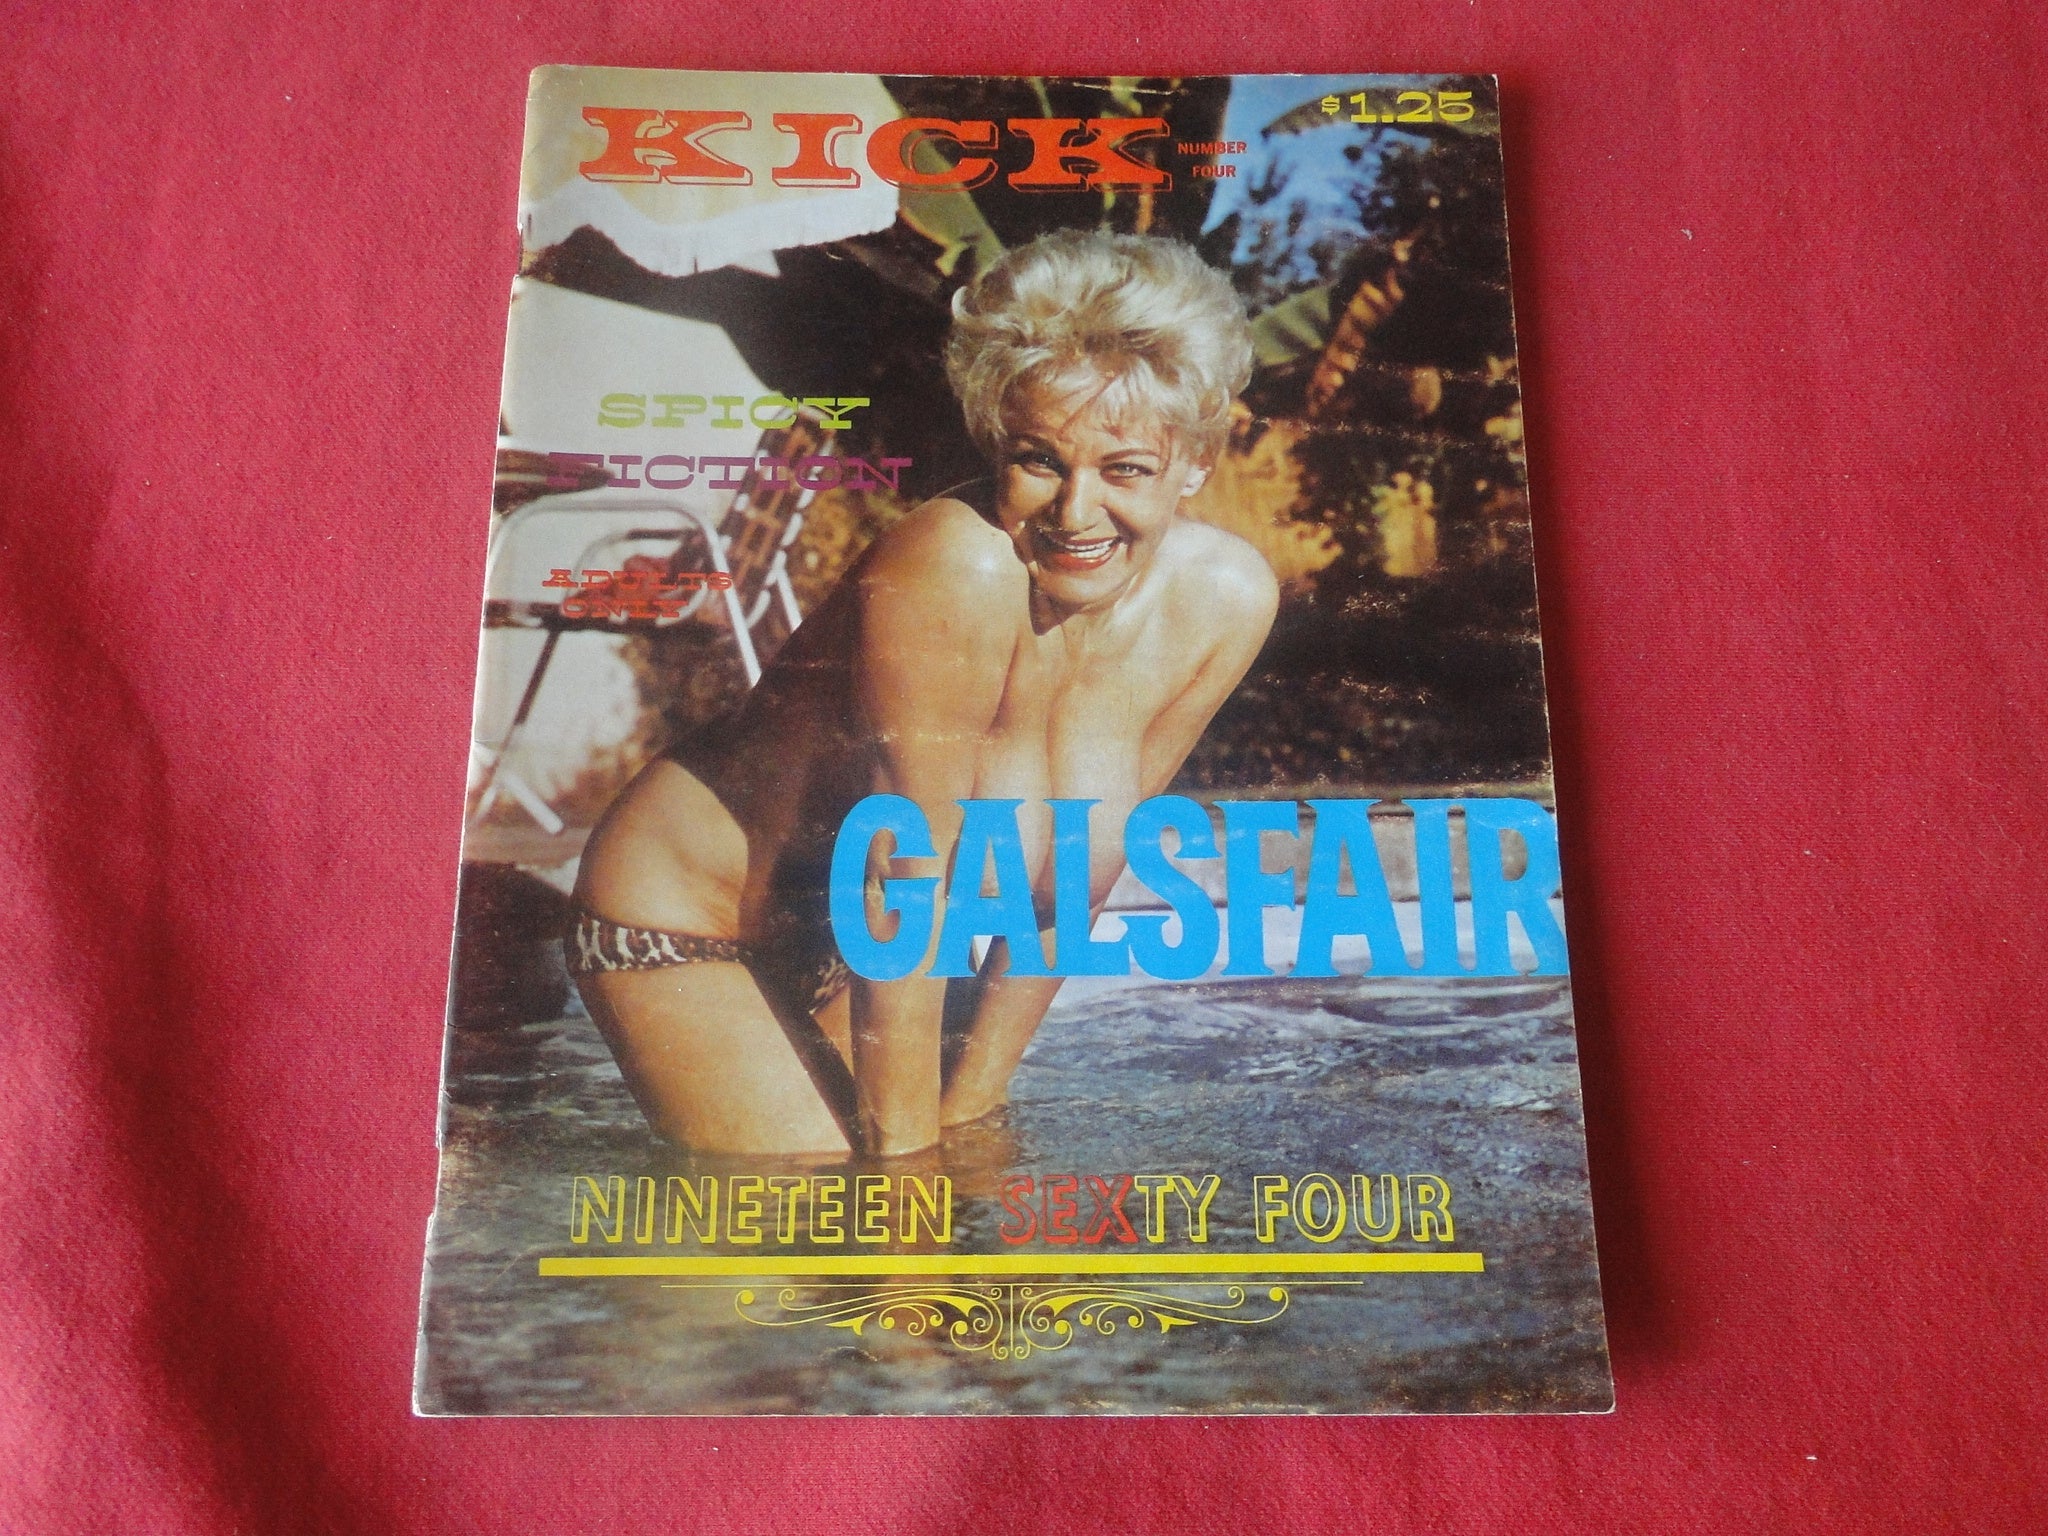 KICK
NUMBER
FOUR
$1.25
SPICY
FICTION
ADULTS
ONLY
GALSFAIR
NINETEEN SEXTY FOUR